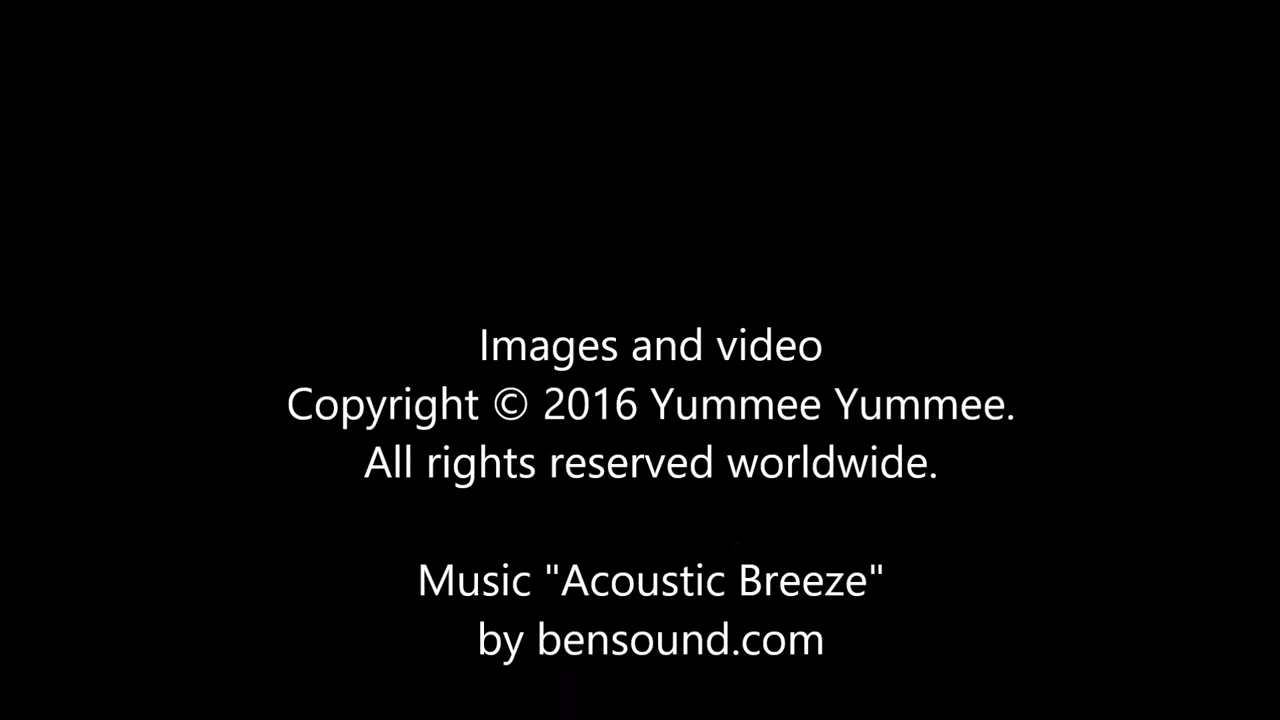 Images and video
Copyright © 2016 Yummee Yummee.
All rights reserved worldwide.
Music "Acoustic Breeze"
by bensound.com